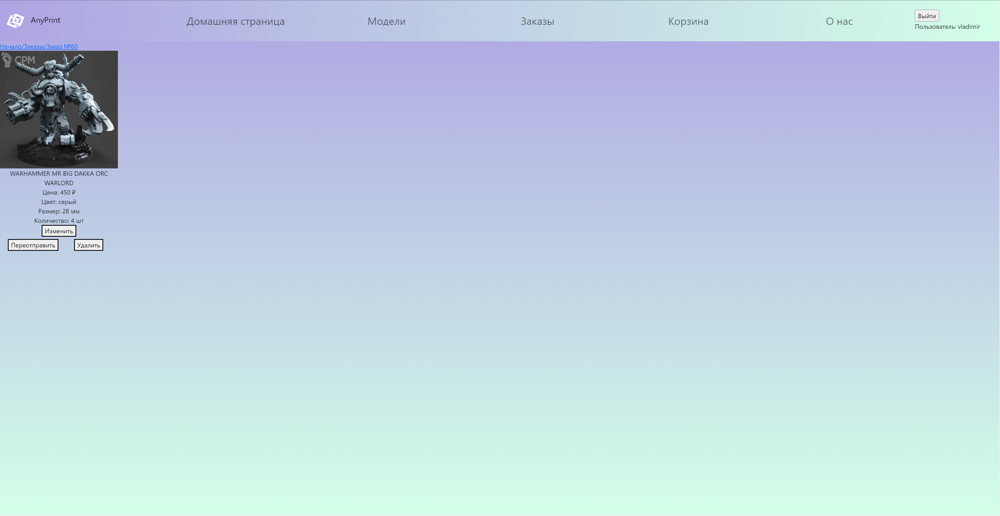 AnyPrint
Домашняя страница
Модели
Заказы
Корзина
О нас
Выйти
Пользователь: vladimir
Начало/Заказы/Заказ №60
CPM
WARHAMMER MR BIG DAKKA ORC
WARLORD
Цена: 450 ₽
Цвет: серый
Размер: 28 мм
Количество: 4 шт
Изменить
Переотправить
Удалить